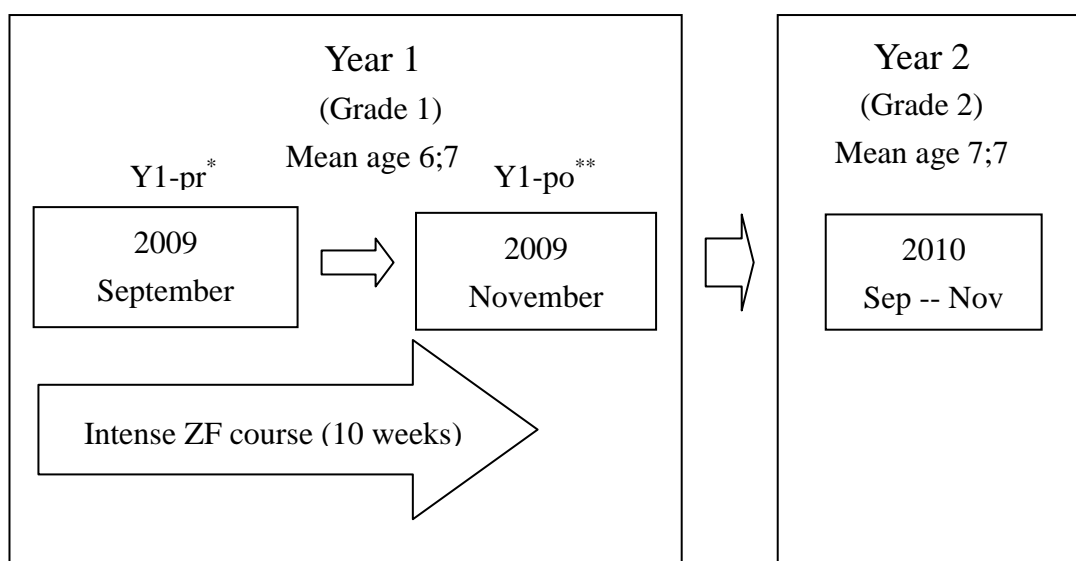 Year 1
(Grade 1)
Mean age 6;7
Y1-pr*
Y1-po**
2009
September
2009
November
Intense ZF course (10 weeks)
Year 2
(Grade 2)
Mean age 7;7
2010
Sep -- Nov